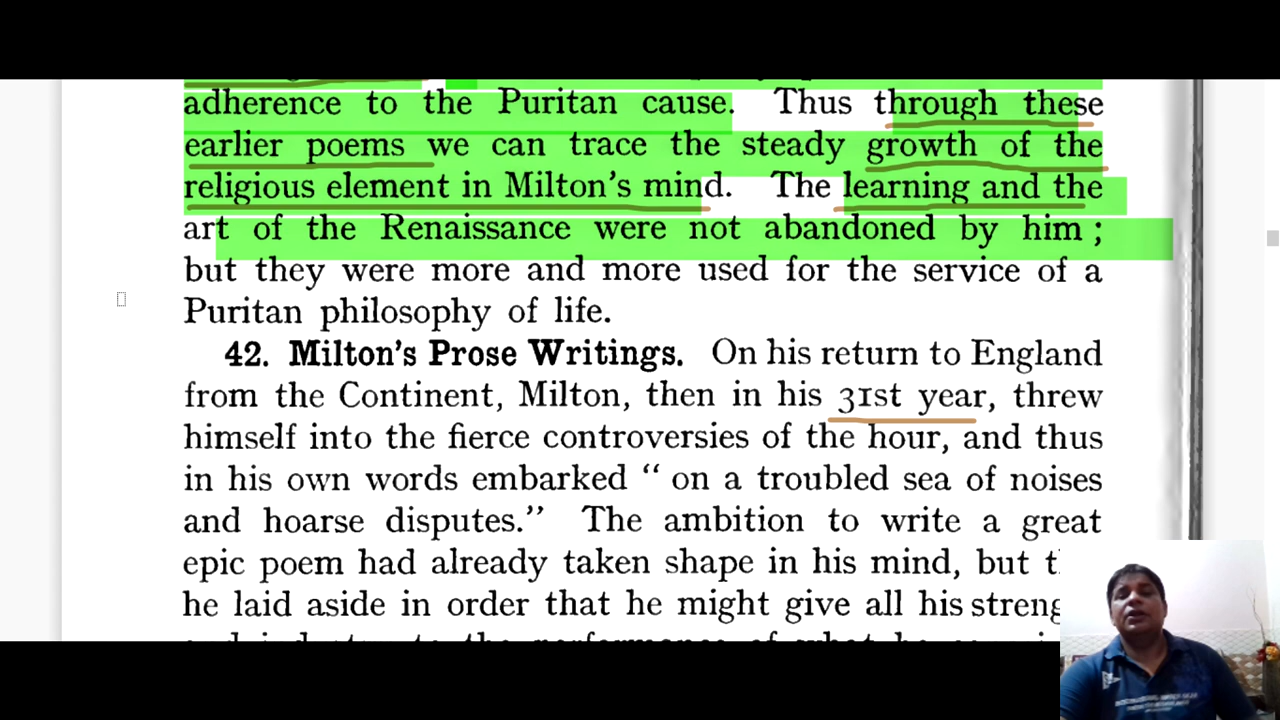 adherence to the Puritan cause. Thus through these
earlier poems we can trace the steady growth of the
religious element in Milton's mind. The learning and the
art of the Renaissance were not abandoned by him ;
but they were more and more used for the service of a
Puritan philosophy of life.
42. Milton's Prose Writings. On his return to England
from the Continent, Milton, then in his 31st year, threw
himself into the fierce controversies of the hour, and thus
in his own words embarked “ on a troubled sea of noises
and hoarse disputes.” The ambition to write a great
epic poem had already taken shape in his mind, but
he laid aside in order that he might give all his